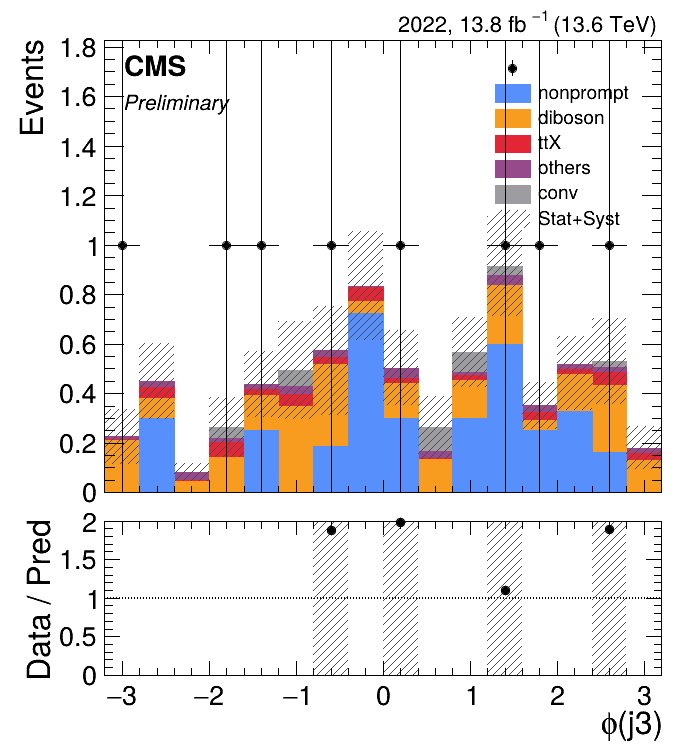 2022, 13.8 fb⁻¹ (13.6 TeV)
CMS
Preliminary
nonprompt
diboson
ttX
others
conv
Stat+Syst
Events
1.8
1.6
1.4
1.2
1
0.8
0.6
0.4
0.2
0
Data / Pred
2
1.5
1
0.5
0
−3 −2 −1 0 1 2 3
ϕ(j3)